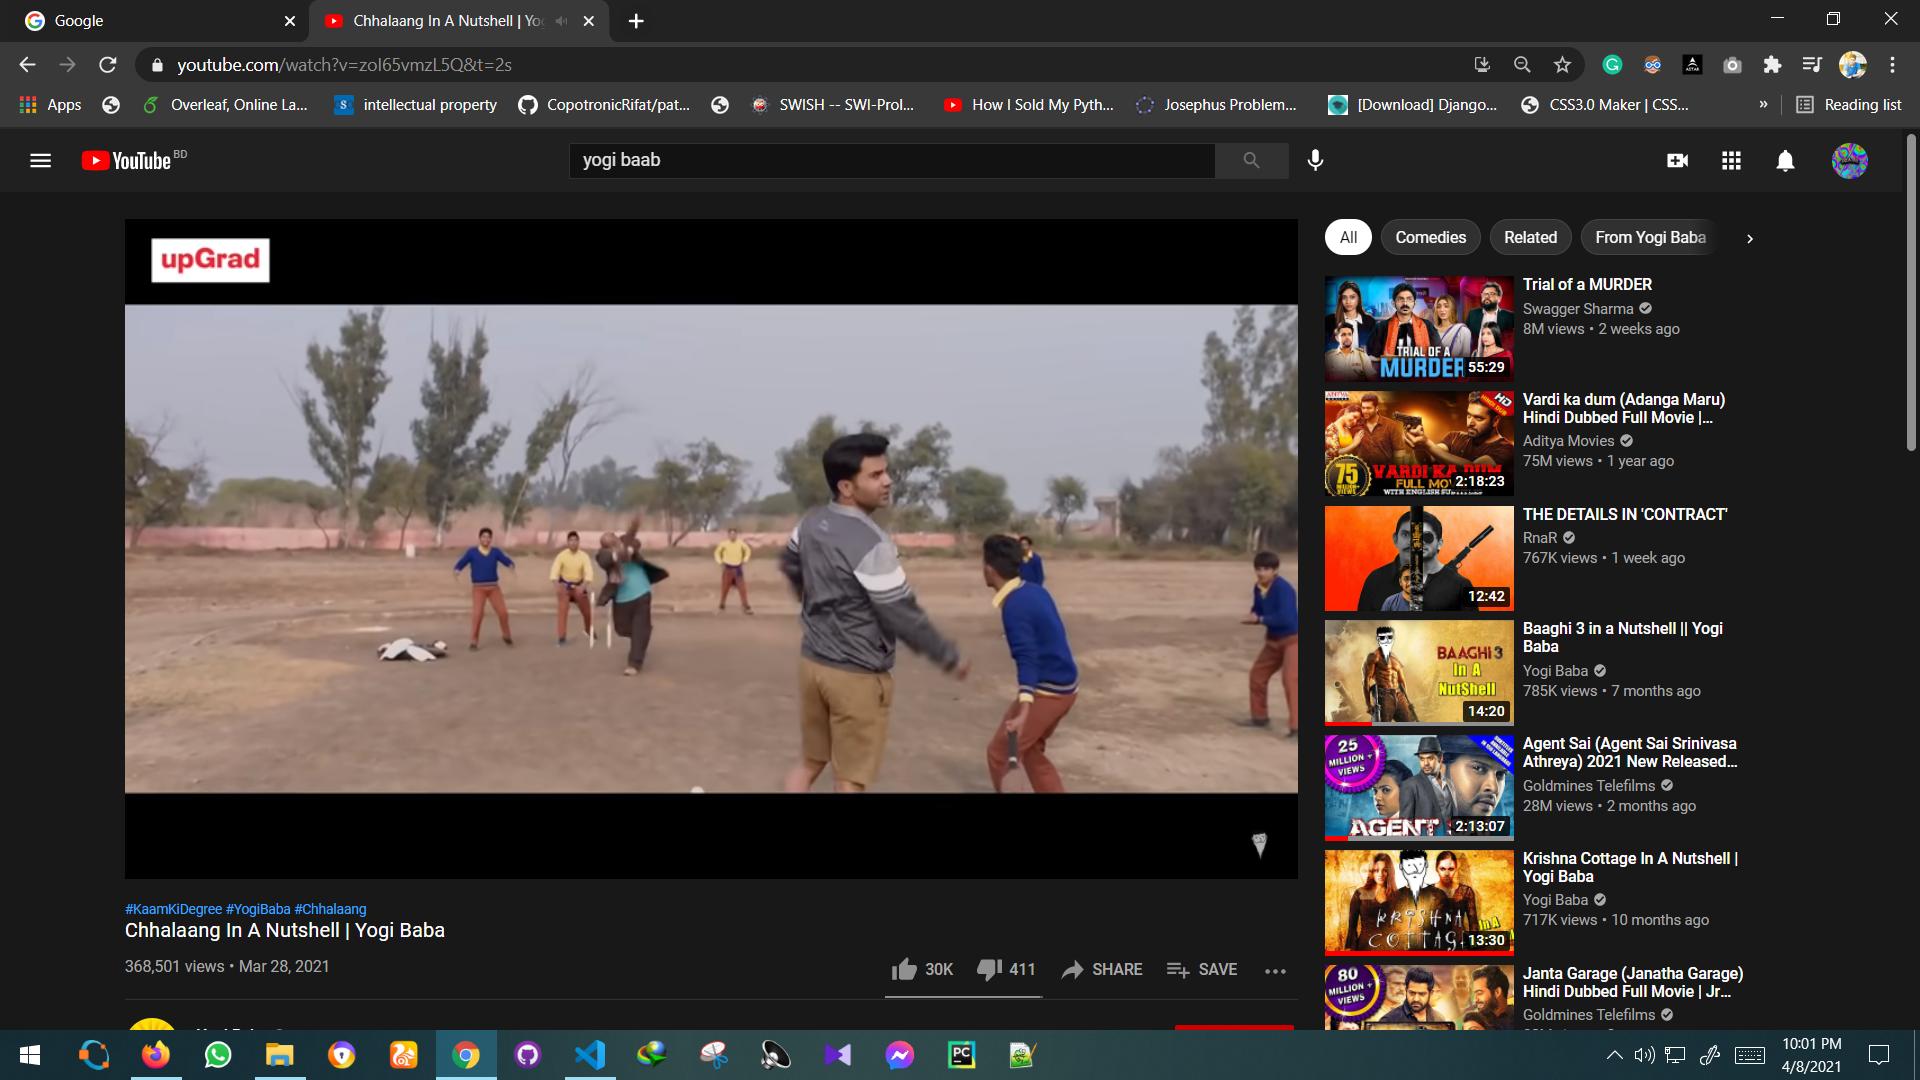 Google
Chhalaang In A Nutshell | Yo
youtube.com/watch?v=zol65vmzL5Q&t=2s
Apps
Overleaf, Online La...
intellectual property
CopotronicRifat/pat...
SWISH -- SWI-Prol...
How I Sold My Pyth...
Josephus Problem...
[Download] Django...
CSS3.0 Maker | CSS...
»
Reading list
YouTube BD
yogi baab
upGrad
All
Comedies
Related
From Yogi Baba
TRIAL OF A
MURDER
55:29
Trial of a MURDER
Swagger Sharma
8M views • 2 weeks ago
HD
75
VARDI KA DUM
FULL MOV
2:18:23
Vardi ka dum (Adanga Maru)
Hindi Dubbed Full Movie |...
Aditya Movies
75M views • 1 year ago
12:42
THE DETAILS IN 'CONTRACT'
RnaR
767K views • 1 week ago
BAAGHI 3
In A
NutShell
14:20
Baaghi 3 in a Nutshell || Yogi
Baba
Yogi Baba
785K views • 7 months ago
25
MILLION +
VIEWS
AGENT
2:13:07
Agent Sai (Agent Sai Srinivasa
Athreya) 2021 New Released...
Goldmines Telefilms
28M views • 2 months ago
KRISHNA
COTTAG
In A
13:30
Krishna Cottage In A Nutshell |
Yogi Baba
Yogi Baba
717K views • 10 months ago
80
MILLION +
VIEWS
Janta Garage (Janatha Garage)
Hindi Dubbed Full Movie | Jr...
Goldmines Telefilms
#KaamKiDegree #YogiBaba #Chhalaang
Chhalaang In A Nutshell | Yogi Baba
368,501 views • Mar 28, 2021
30K
411
SHARE
SAVE
PC
10:01 PM
4/8/2021